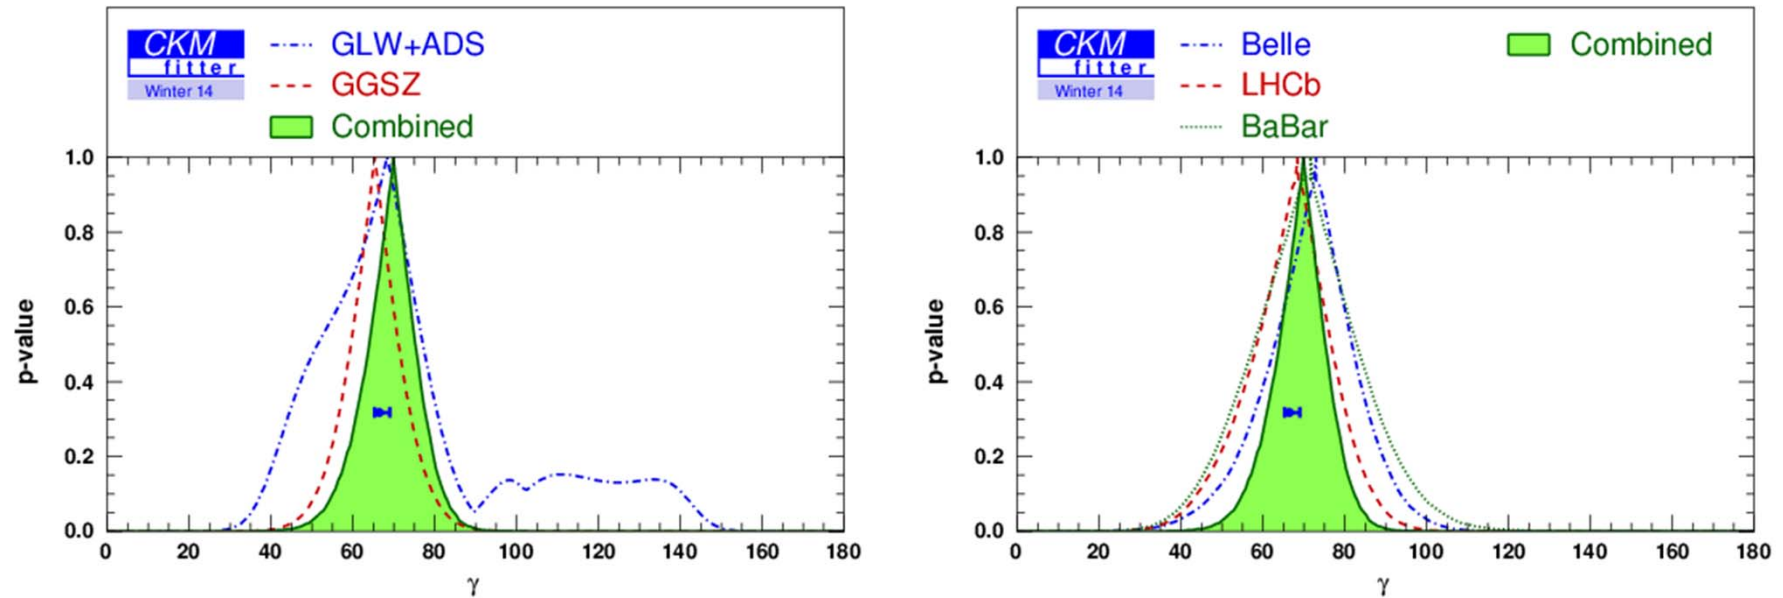 CKM
fitter
Winter 14
GLW+ADS
GGSZ
Combined
p-value
1.0
0.8
0.6
0.4
0.2
0.0
0 20 40 60 80 100 120 140 160 180
γ
CKM
fitter
Winter 14
Belle
LHCb
BaBar
Combined
p-value
1.0
0.8
0.6
0.4
0.2
0.0
0 20 40 60 80 100 120 140 160 180
γ